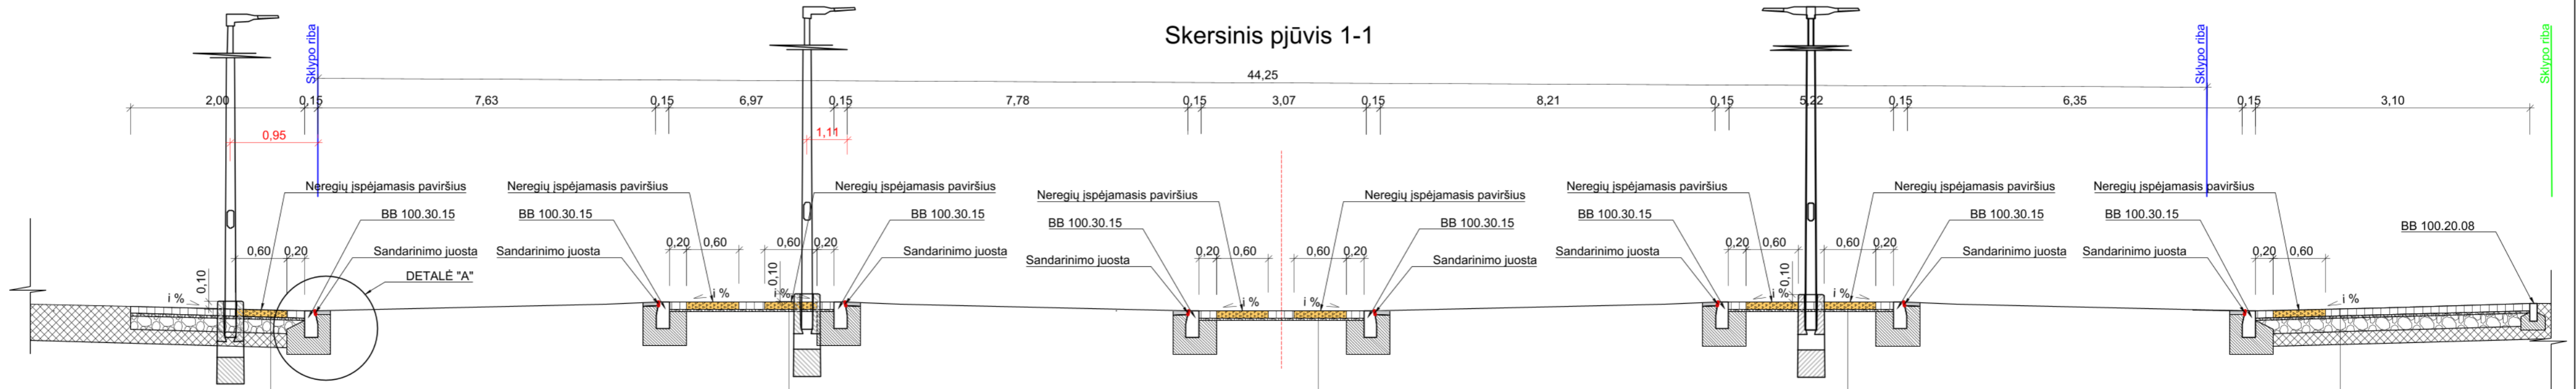 Skersinis pjūvis 1-1
Sklypo riba
Sklypo riba
Sklypo riba
44,25
2,00
0,15
7,63
0,15
6,97
0,15
7,78
0,15
3,07
0,15
8,21
0,15
5,22
0,15
6,35
0,15
3,10
0,95
1,11
Neregių įspėjamasis paviršius
BB 100.30.15
Sandarinimo juosta
DETALĖ "A"
0,60
0,20
0,10
i %
Neregių įspėjamasis paviršius
BB 100.30.15
Sandarinimo juosta
0,20
0,60
i %
Neregių įspėjamasis paviršius
BB 100.30.15
Sandarinimo juosta
0,60
0,20
0,10
i %
Neregių įspėjamasis paviršius
BB 100.30.15
Sandarinimo juosta
0,20
0,60
i %
Neregių įspėjamasis paviršius
BB 100.30.15
Sandarinimo juosta
0,60
0,20
i %
Neregių įspėjamasis paviršius
BB 100.30.15
Sandarinimo juosta
0,20
0,60
0,10
i %
Neregių įspėjamasis paviršius
BB 100.30.15
Sandarinimo juosta
0,60
0,20
i %
Neregių įspėjamasis paviršius
BB 100.30.15
Sandarinimo juosta
0,20
0,60
i %
BB 100.20.08